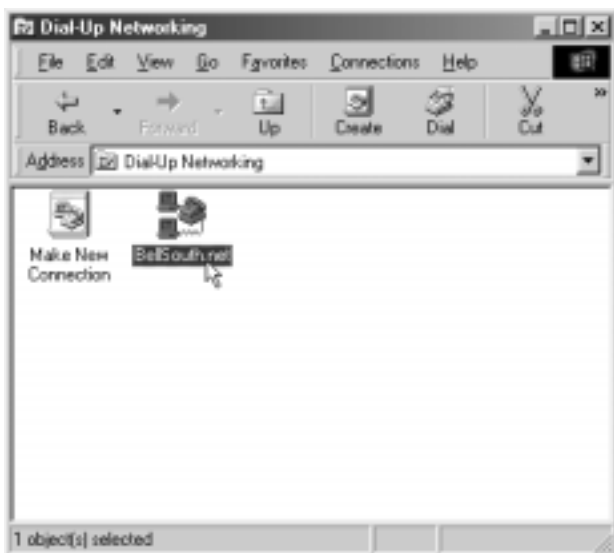 Dial-Up Networking
File Edit View Go Favorites Connections Help
Back Forward Up Create Dial Cut »
Address Dial-Up Networking
Make New Connection
BellSouth.net
1 object(s) selected